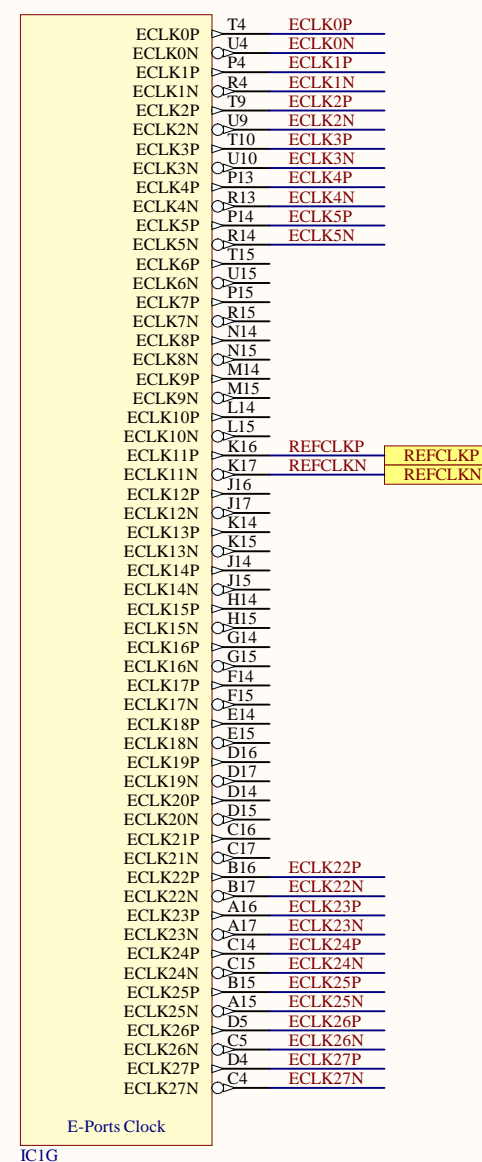 ECLK0P T4 ECLK0P
ECLK0N U4 ECLK0N
ECLK1P P4 ECLK1P
ECLK1N R4 ECLK1N
ECLK2P T9 ECLK2P
ECLK2N U9 ECLK2N
ECLK3P T10 ECLK3P
ECLK3N U10 ECLK3N
ECLK4P P13 ECLK4P
ECLK4N R13 ECLK4N
ECLK5P P14 ECLK5P
ECLK5N R14 ECLK5N
ECLK6P T15
ECLK6N U15
ECLK7P P15
ECLK7N R15
ECLK8P N14
ECLK8N N15
ECLK9P M14
ECLK9N M15
ECLK10P L14
ECLK10N L15
ECLK11P K16 REFCLKP REFCLKP
ECLK11N K17 REFCLKN REFCLKN
ECLK12P J16
ECLK12N J17
ECLK13P K14
ECLK13N K15
ECLK14P J14
ECLK14N J15
ECLK15P H14
ECLK15N H15
ECLK16P G14
ECLK16N G15
ECLK17P F14
ECLK17N F15
ECLK18P E14
ECLK18N E15
ECLK19P D16
ECLK19N D17
ECLK20P D14
ECLK20N D15
ECLK21P C16
ECLK21N C17
ECLK22P B16 ECLK22P
ECLK22N B17 ECLK22N
ECLK23P A16 ECLK23P
ECLK23N A17 ECLK23N
ECLK24P C14 ECLK24P
ECLK24N C15 ECLK24N
ECLK25P B15 ECLK25P
ECLK25N A15 ECLK25N
ECLK26P D5 ECLK26P
ECLK26N C5 ECLK26N
ECLK27P D4 ECLK27P
ECLK27N C4 ECLK27N
E-Ports Clock
IC1G